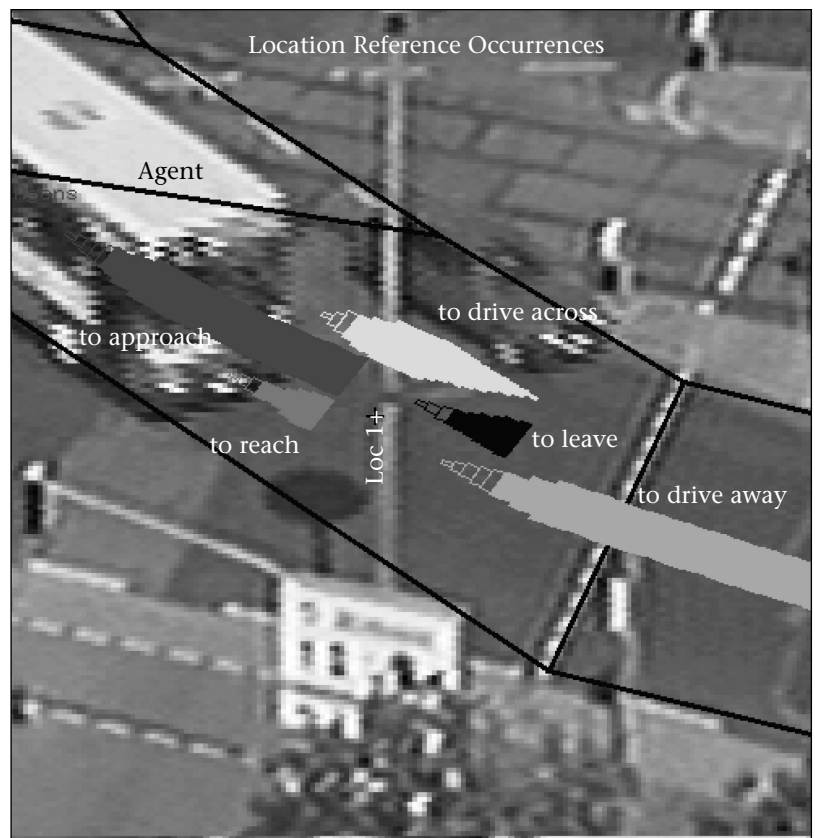 Location Reference Occurrences
Agent
to drive across
to approach
to reach
Loc 1+
to leave
to drive away